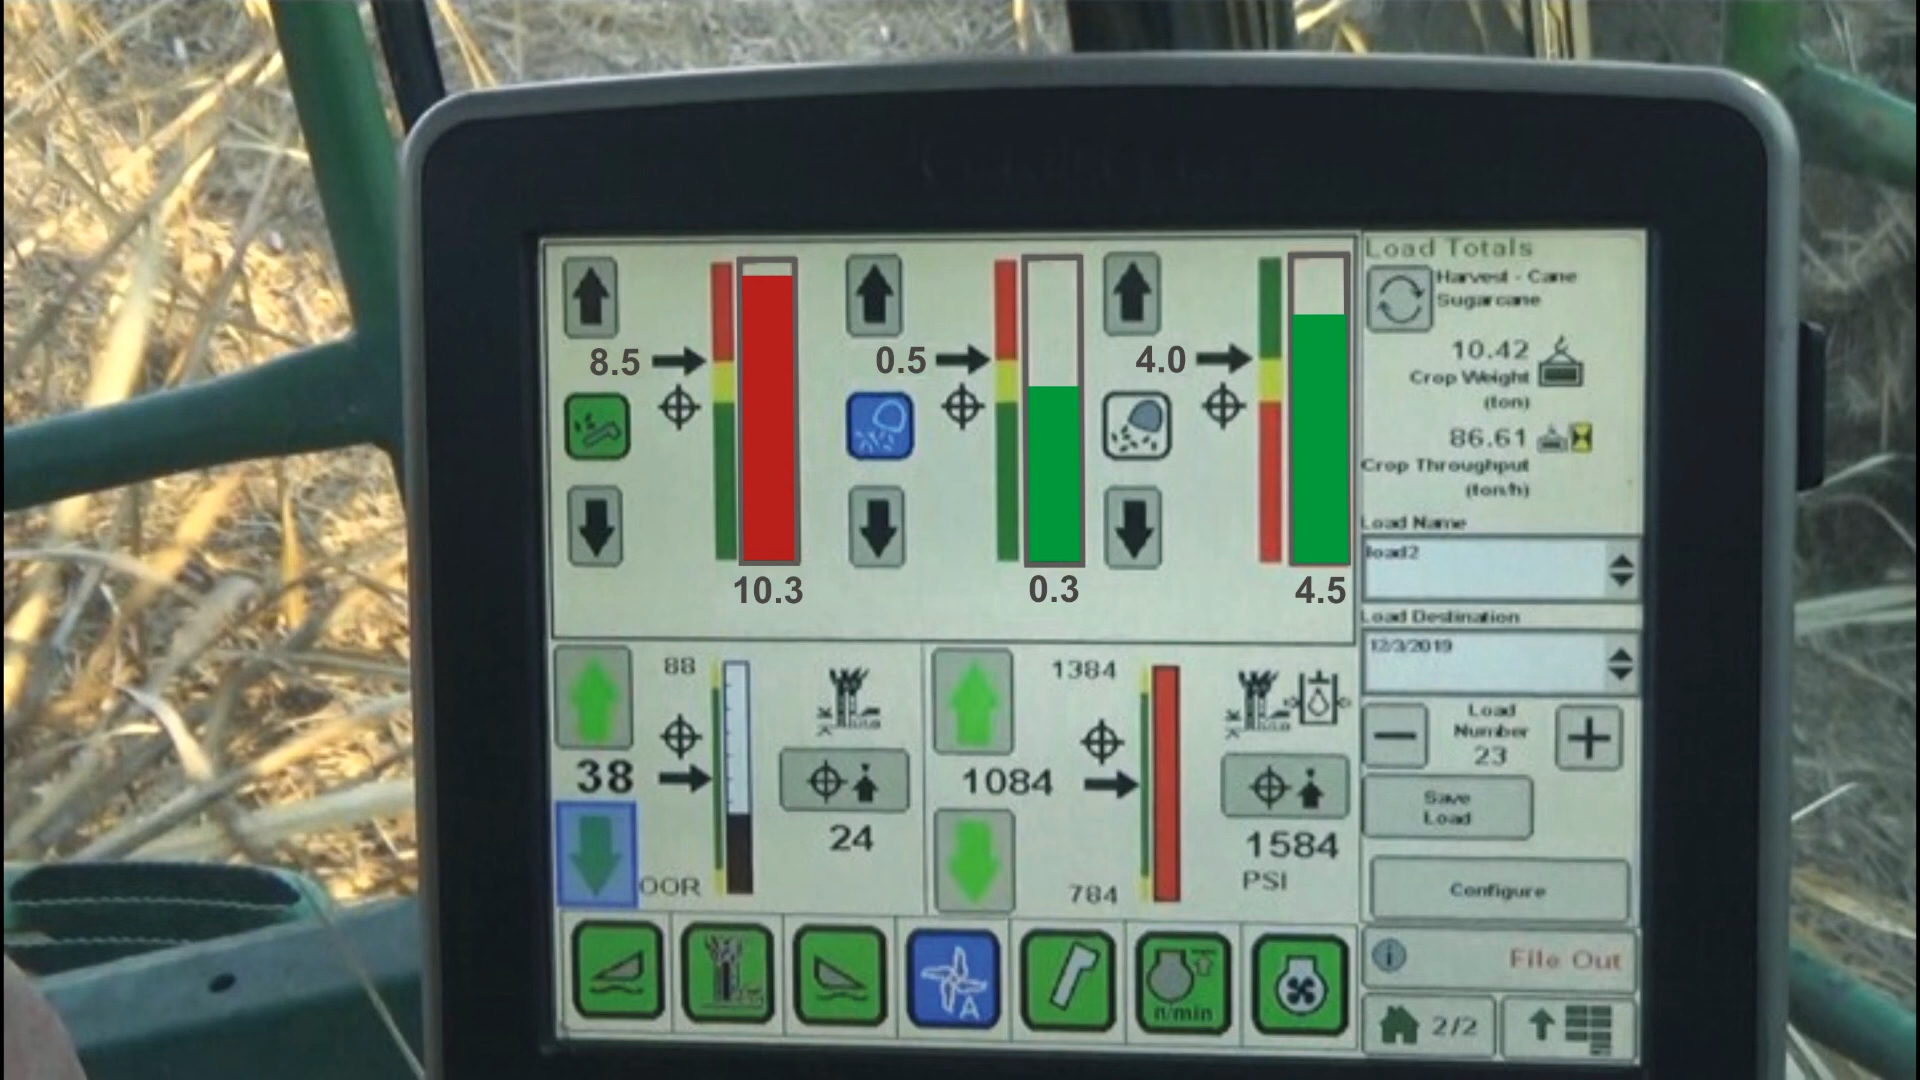 8.5
10.3
0.5
0.3
4.0
4.5
88
38
OOR
24
1384
1084
784
1584
PSI
A
n/min
Load Totals
Harvest - Cane
Sugarcane
10.42
Crop Weight
(ton)
86.61
Crop Throughput
(ton/h)
Load Name
load2
Load Destination
12/3/2019
Load
Number
23
Save
Load
Configure
File Out
2/2